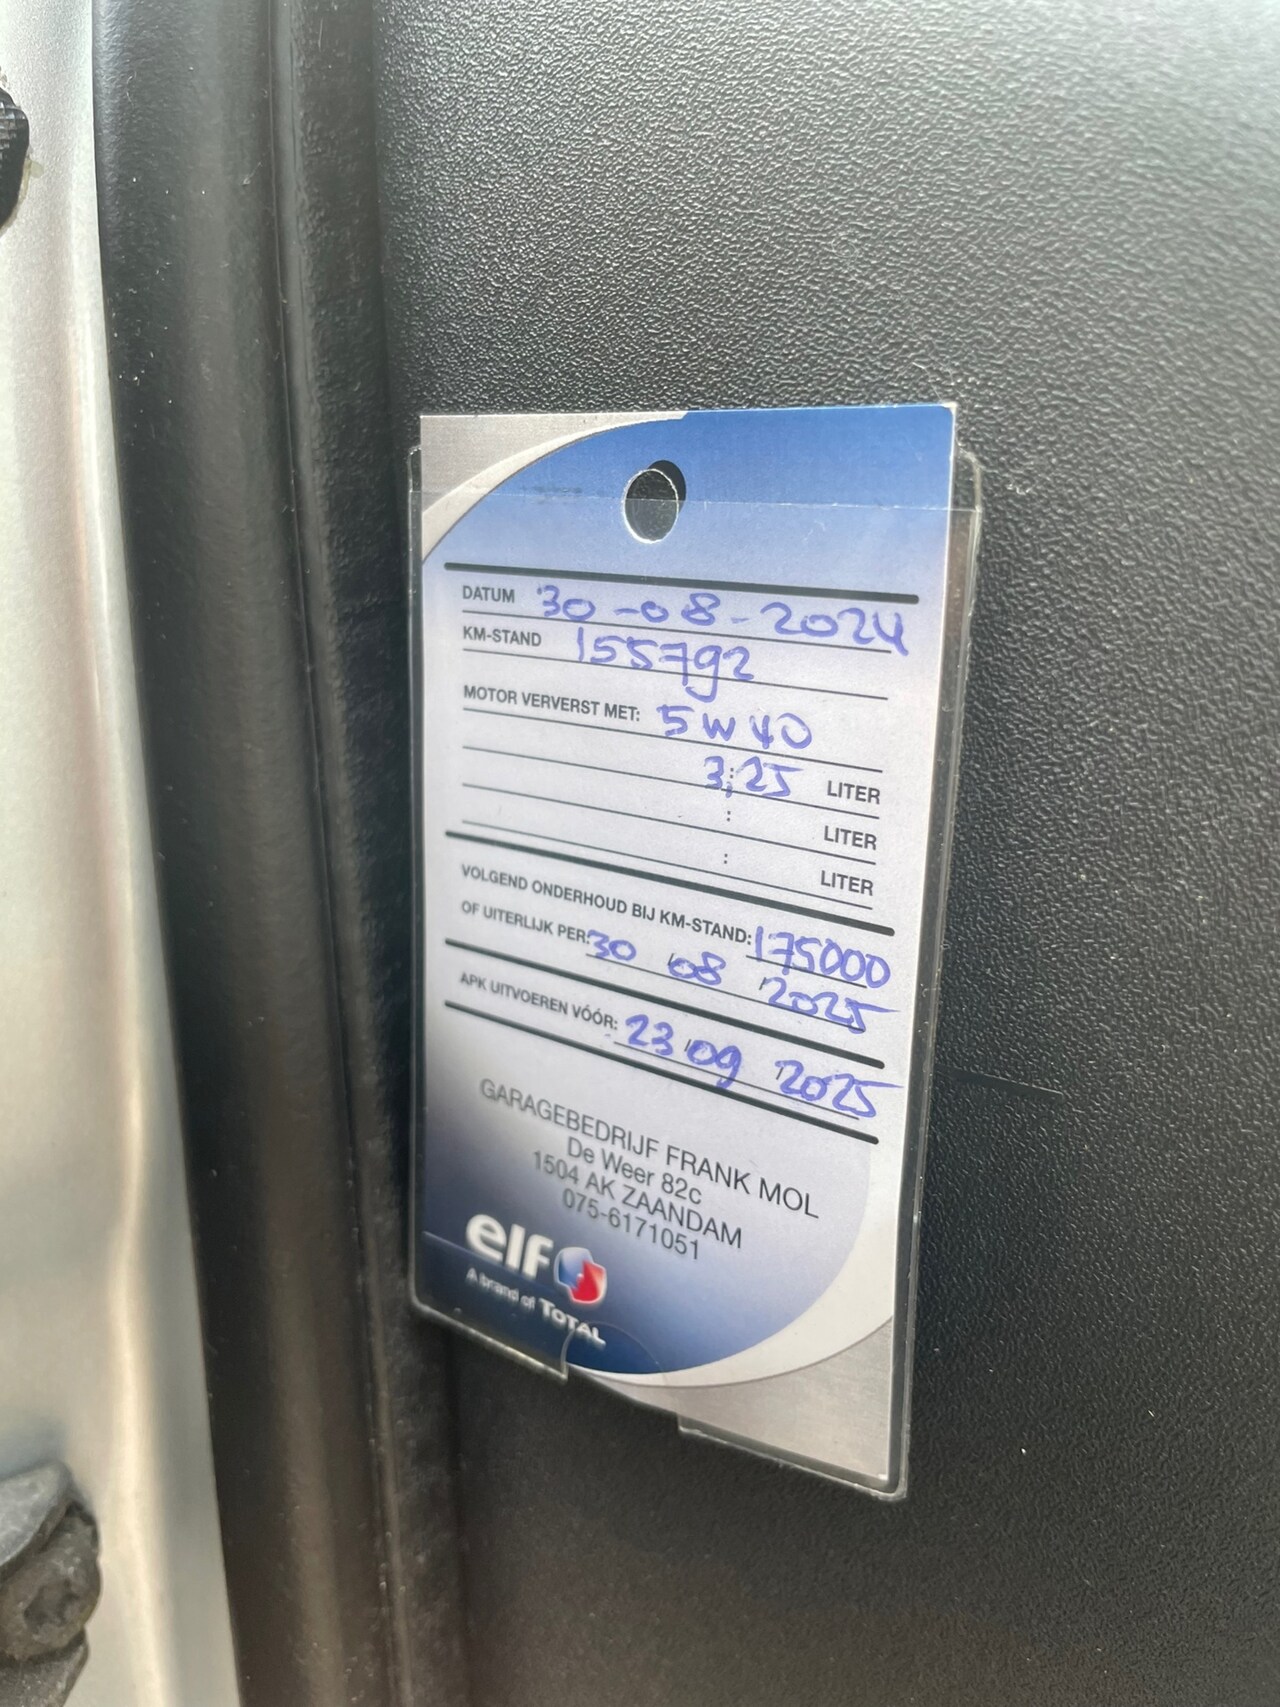 DATUM 30-08-2024
KM-STAND 155792
MOTOR VERVERST MET: 5W40
3,25 LITER
: LITER
: LITER
VOLGEND ONDERHOUD BIJ KM-STAND: 175000
OF UITERLIJK PER: 30 08 2025
APK UITVOEREN VÓÓR: 23 09 2025
GARAGEBEDRIJF FRANK MOL
De Weer 82c
1504 AK ZAANDAM
075-6171051
elf
A brand of TOTAL